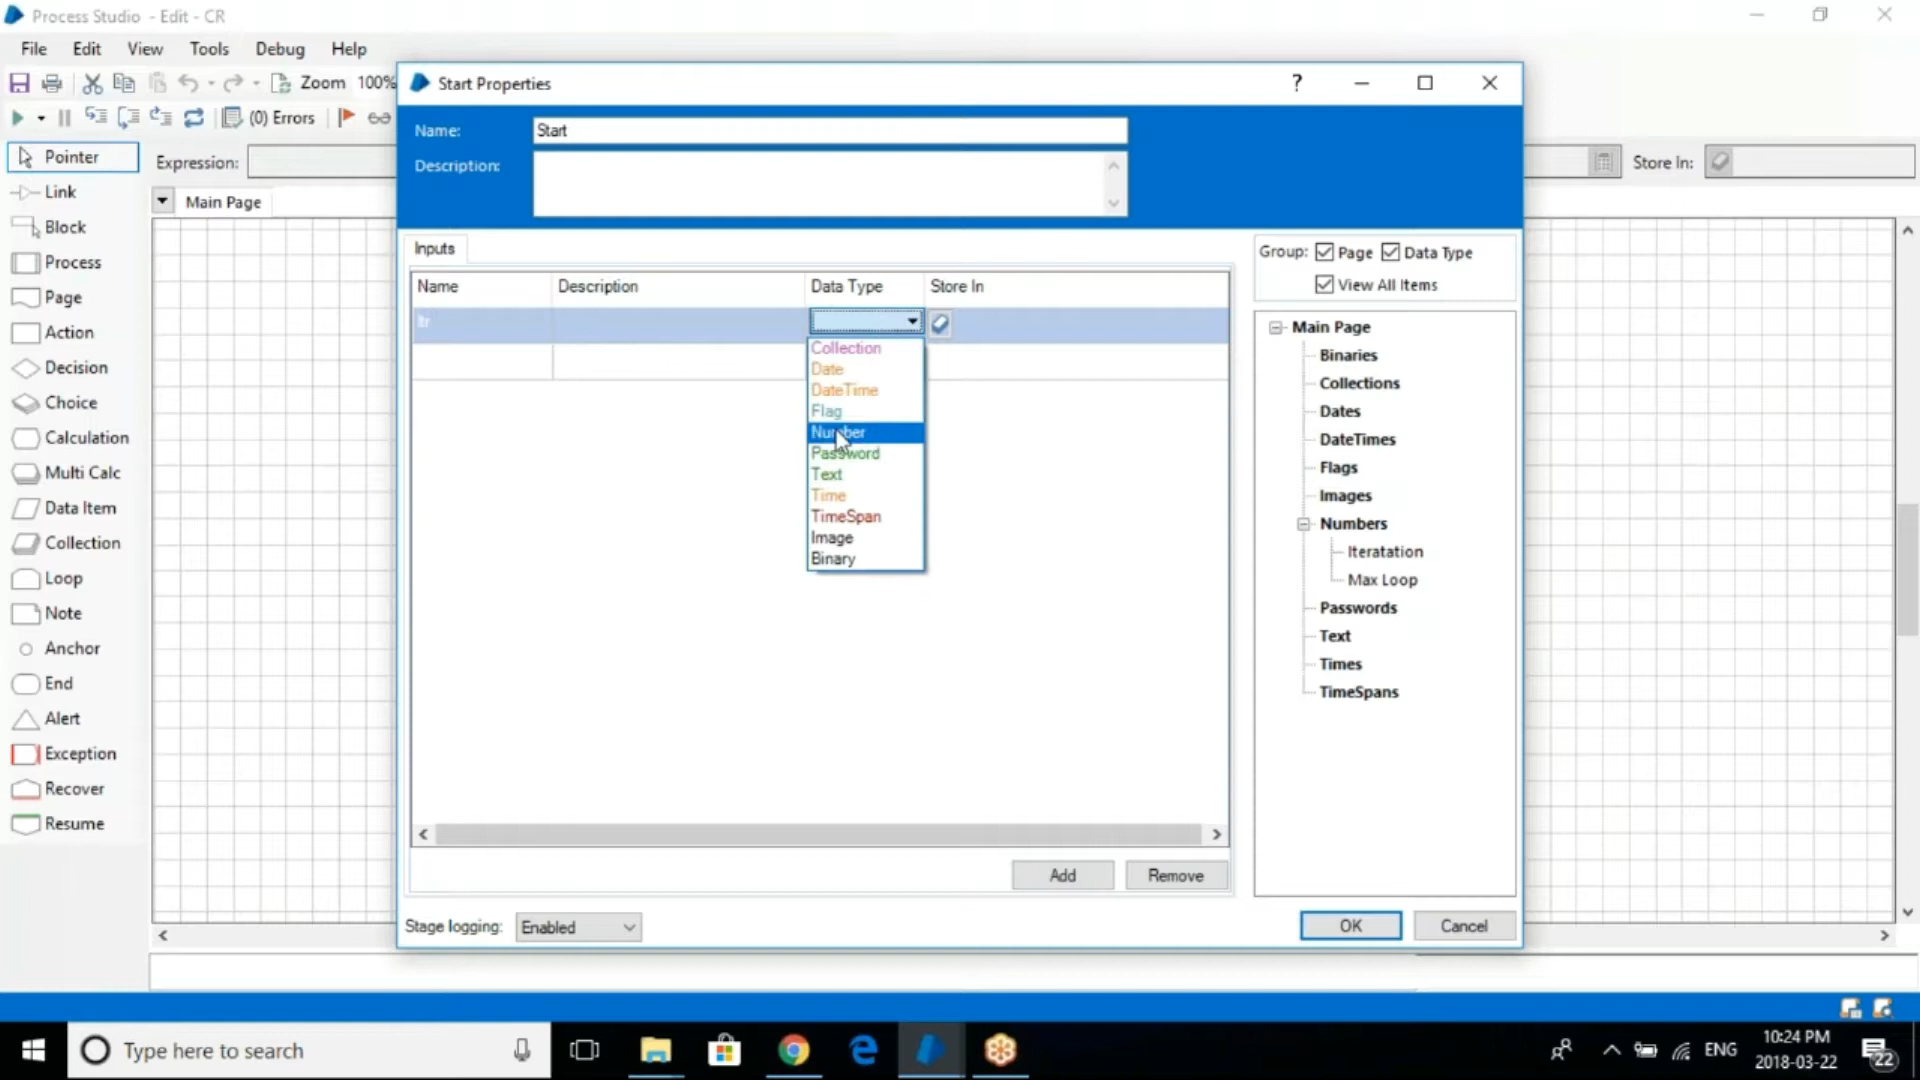 Process Studio - Edit - CR
File Edit View Tools Debug Help
Zoom 100%
(0) Errors
Pointer
Link
Block
Process
Page
Action
Decision
Choice
Calculation
Multi Calc
Data Item
Collection
Loop
Note
Anchor
End
Alert
Exception
Recover
Resume
Expression:
Store In:
Main Page
Start Properties
?
Name: Start
Description:
Inputs
Name Description Data Type Store In
Itr
Collection
Date
DateTime
Flag
Number
Password
Text
Time
TimeSpan
Image
Binary
Add Remove
Stage logging: Enabled
Group: Page Data Type
View All Items
Main Page
Binaries
Collections
Dates
DateTimes
Flags
Images
Numbers
Iteratation
Max Loop
Passwords
Text
Times
TimeSpans
OK Cancel
Type here to search
ENG
10:24 PM
2018-03-22
22